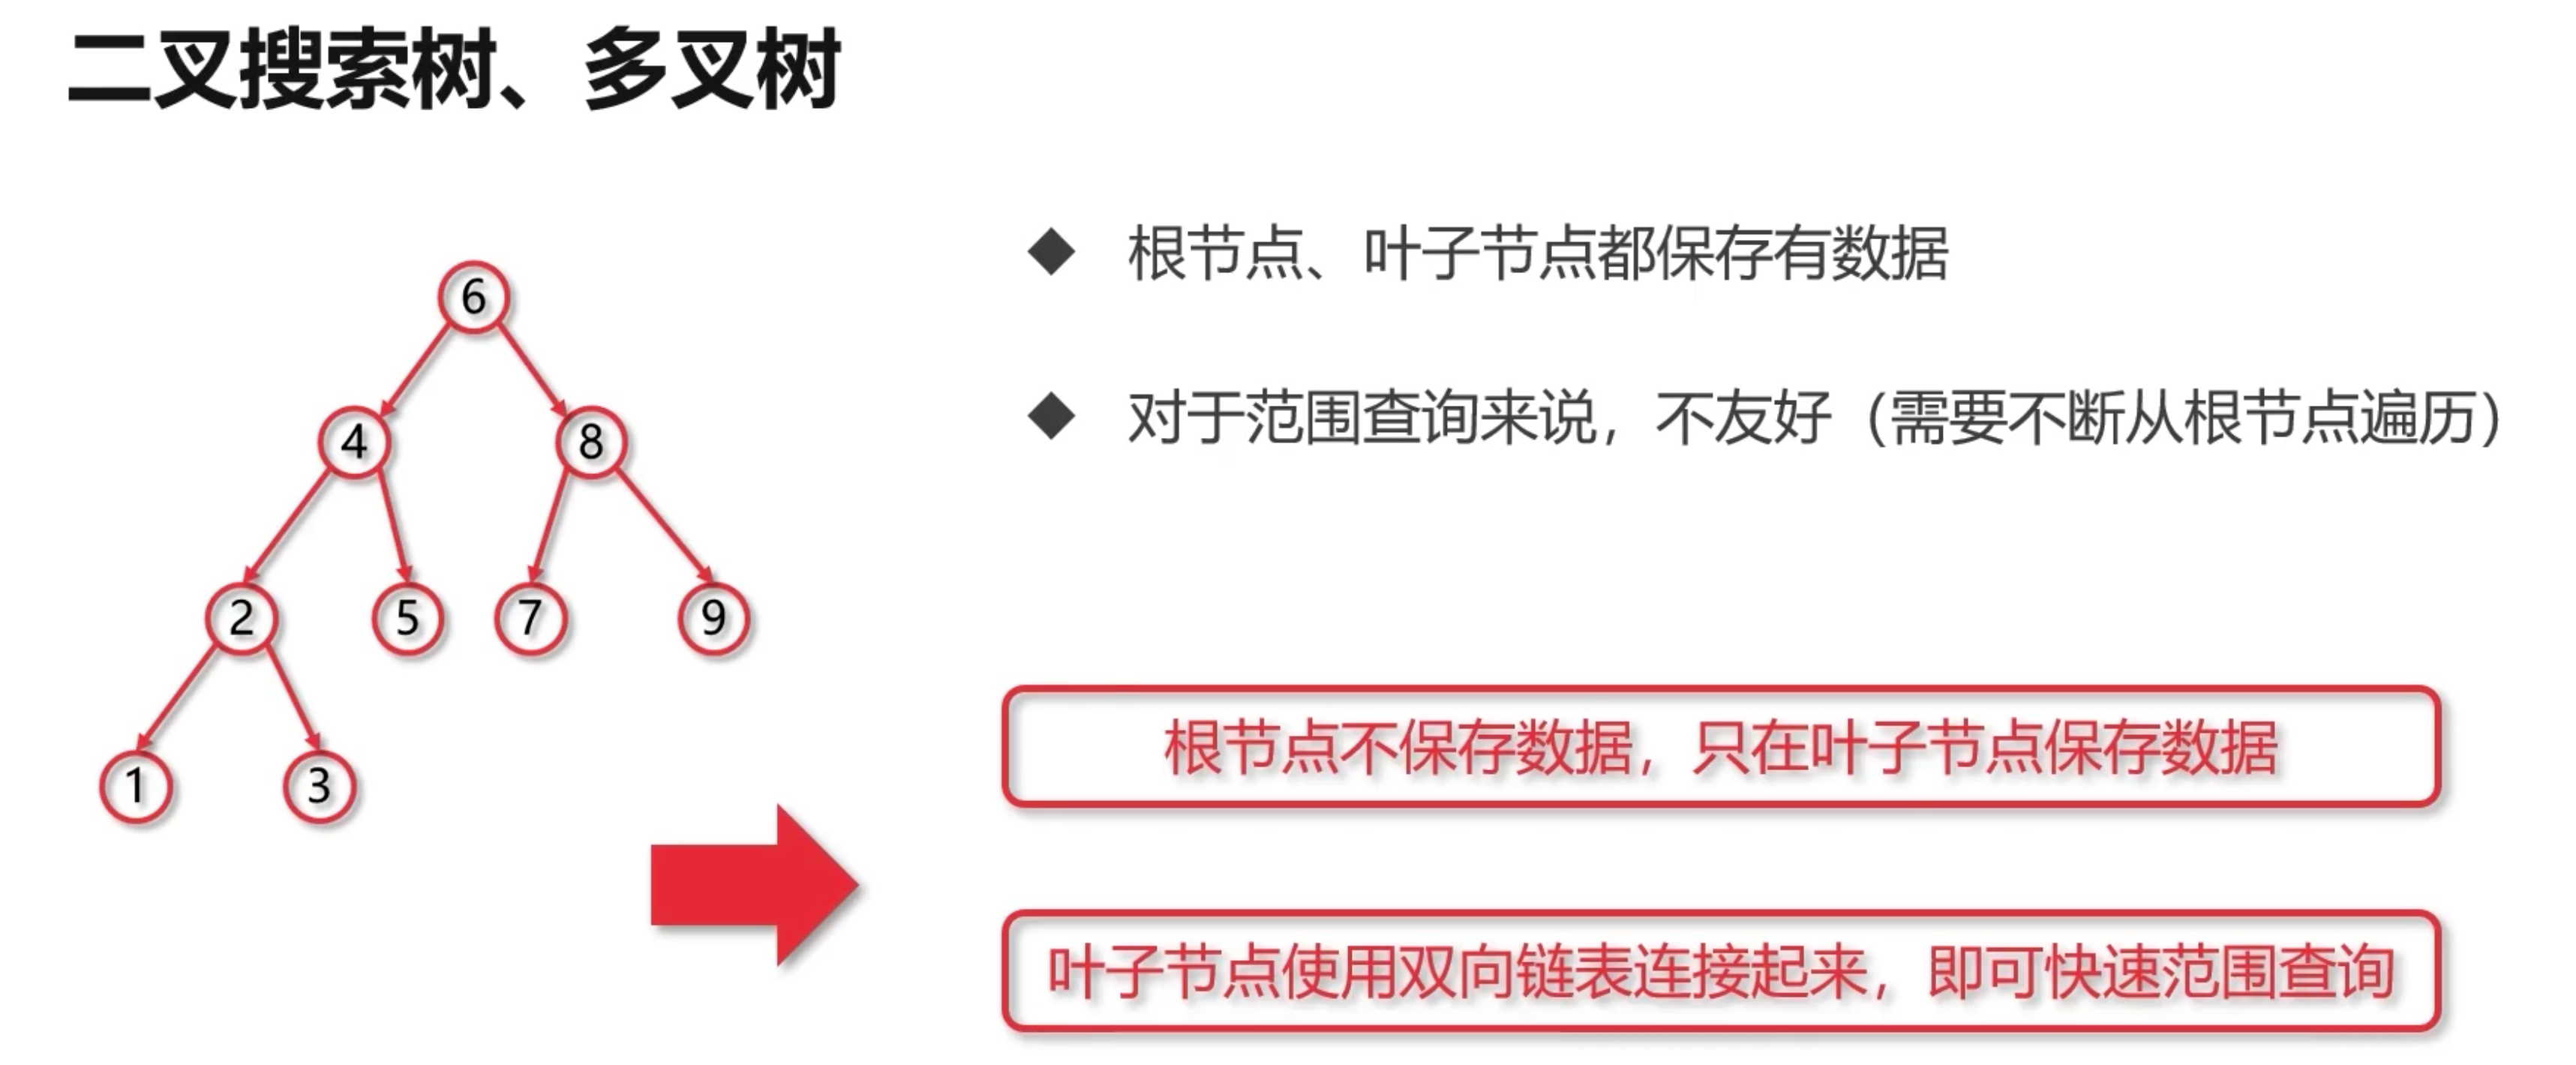 二叉搜索树、多叉树
6
4
8
2
5
7
9
1
3
根节点、叶子节点都保存有数据
对于范围查询来说，不友好（需要不断从根节点遍历）
根节点不保存数据，只在叶子节点保存数据
叶子节点使用双向链表连接起来，即可快速范围查询